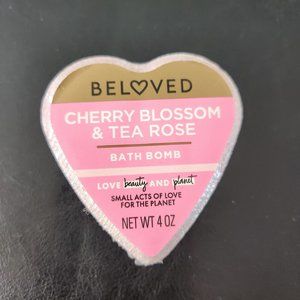 BELOVED
CHERRY BLOSSOM
& TEA ROSE
BATH BOMB
LOVE beauty AND planet
SMALL ACTS OF LOVE
FOR THE PLANET
NET WT 4 OZ